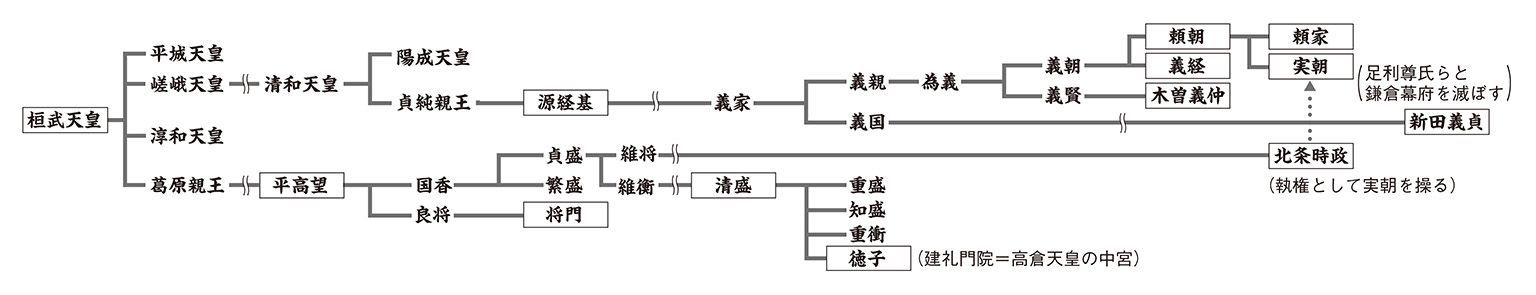 桓武天皇
平城天皇
嵯峨天皇
淳和天皇
葛原親王
清和天皇
平高望
陽成天皇
貞純親王
国香
良将
源経基
貞盛
繁盛
将門
維将
維衡
義家
清盛
義親
義国
重盛
知盛
重衝
徳子
（建礼門院＝高倉天皇の中宮）
為義
義朝
義賢
頼朝
義経
木曽義仲
頼家
実朝
北条時政
（執権として実朝を操る）
（足利尊氏らと
鎌倉幕府を滅ぼす）
新田義貞